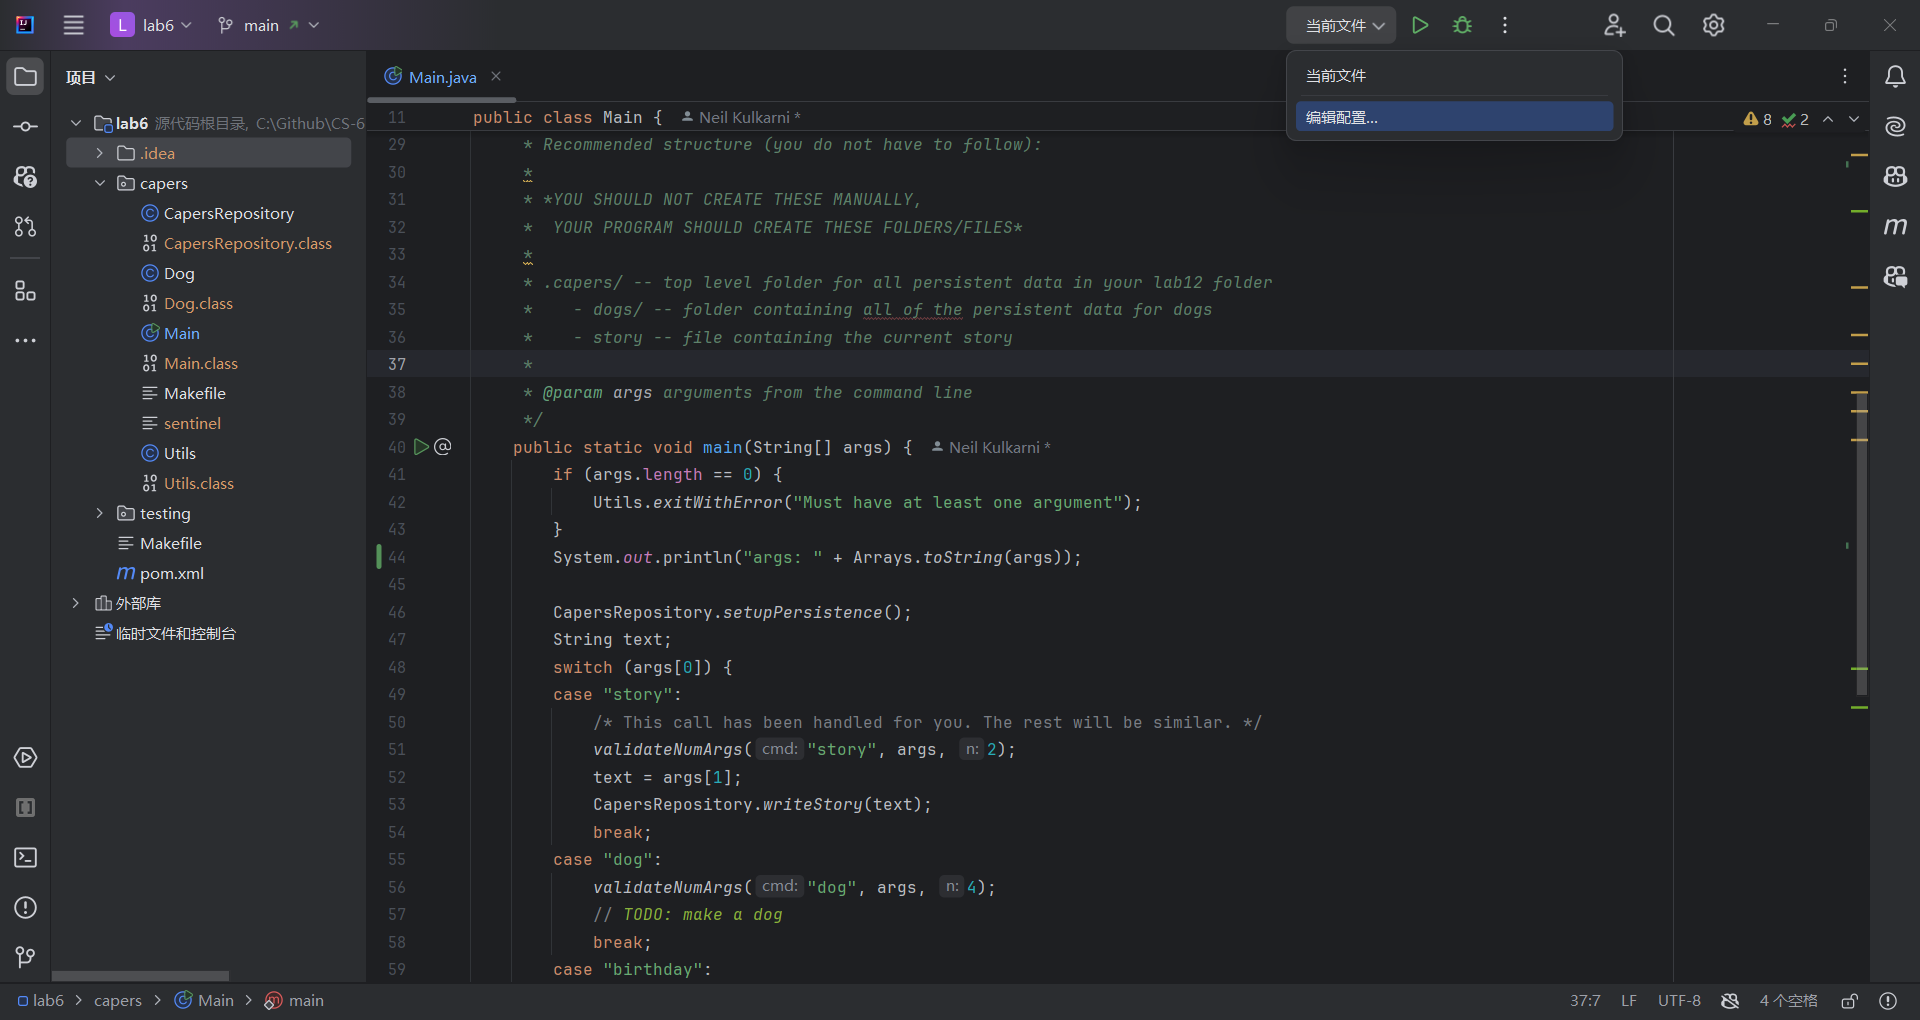 L lab6 main 当前文件
项目
Main.java
当前文件
编辑配置...
lab6 源代码根目录, C:\Github\CS-6
.idea
capers
CapersRepository
CapersRepository.class
Dog
Dog.class
Main
Main.class
Makefile
sentinel
Utils
Utils.class
testing
Makefile
pom.xml
外部库
临时文件和控制台
8 2
11 public class Main { Neil Kulkarni *
29 * Recommended structure (you do not have to follow):
30 *
31 * *YOU SHOULD NOT CREATE THESE MANUALLY,
32 * YOUR PROGRAM SHOULD CREATE THESE FOLDERS/FILES*
33 *
34 * .capers/ -- top level folder for all persistent data in your lab12 folder
35 * - dogs/ -- folder containing all of the persistent data for dogs
36 * - story -- file containing the current story
37 *
38 * @param args arguments from the command line
39 */
40 public static void main(String[] args) { Neil Kulkarni *
41 if (args.length == 0) {
42 Utils.exitWithError("Must have at least one argument");
43 }
44 System.out.println("args: " + Arrays.toString(args));
45
46 CapersRepository.setupPersistence();
47 String text;
48 switch (args[0]) {
49 case "story":
50 /* This call has been handled for you. The rest will be similar. */
51 validateNumArgs( cmd: "story", args, n: 2);
52 text = args[1];
53 CapersRepository.writeStory(text);
54 break;
55 case "dog":
56 validateNumArgs( cmd: "dog", args, n: 4);
57 // TODO: make a dog
58 break;
59 case "birthday":
lab6 > capers > Main > main
37:7 LF UTF-8 4 个空格